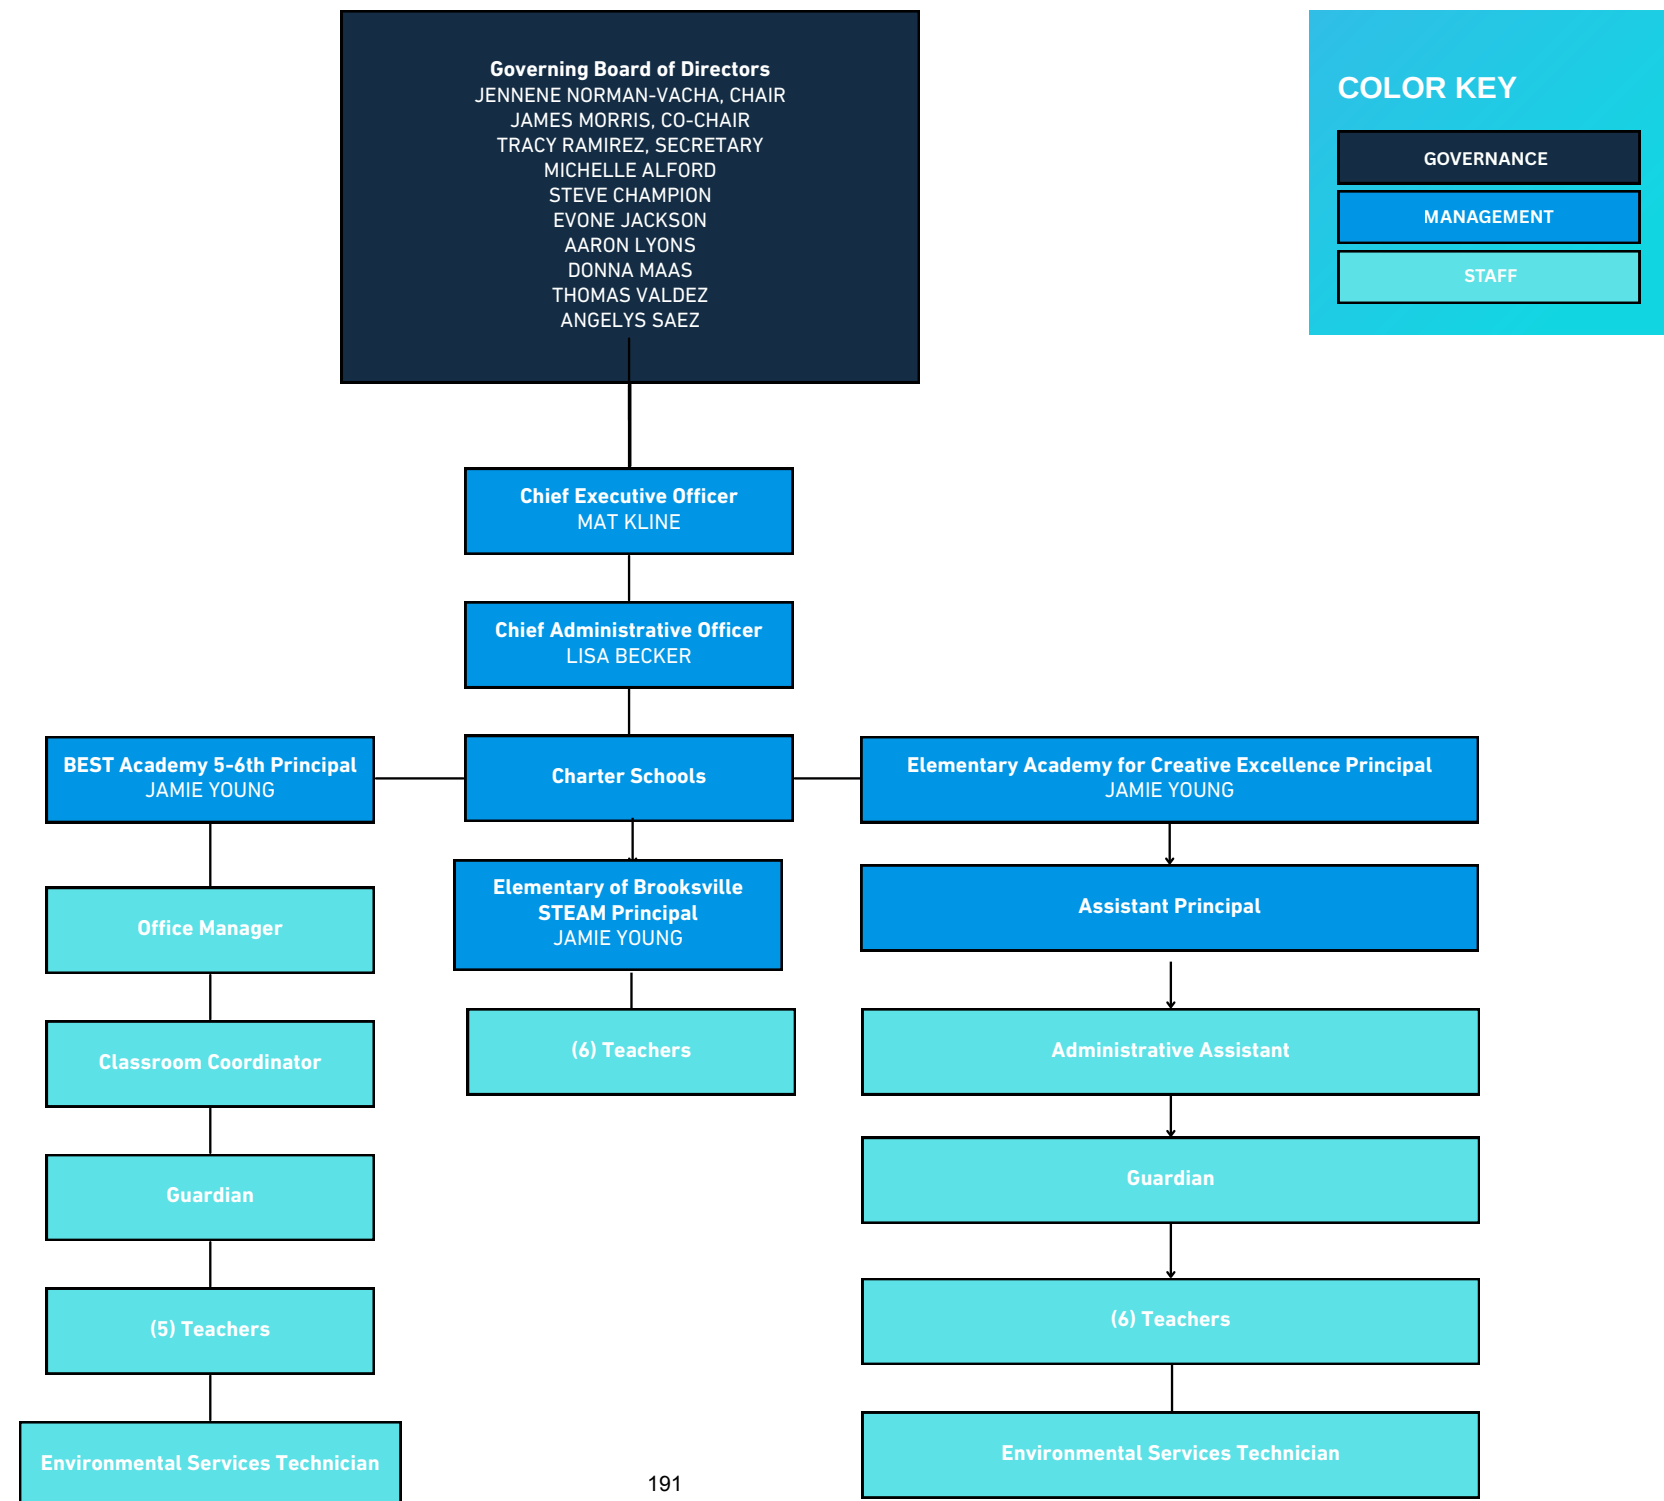 Governing Board of Directors
JENNENE NORMAN-VACHA, CHAIR
JAMES MORRIS, CO-CHAIR
TRACY RAMIREZ, SECRETARY
MICHELLE ALFORD
STEVE CHAMPION
EVONE JACKSON
AARON LYONS
DONNA MAAS
THOMAS VALDEZ
ANGELYS SAEZ
COLOR KEY
GOVERNANCE
MANAGEMENT
STAFF
Chief Executive Officer
MAT KLINE
Chief Administrative Officer
LISA BECKER
BEST Academy 5-6th Principal
JAMIE YOUNG
Charter Schools
Elementary Academy for Creative Excellence Principal
JAMIE YOUNG
Office Manager
Elementary of Brooksville
STEAM Principal
JAMIE YOUNG
Assistant Principal
Classroom Coordinator
(6) Teachers
Administrative Assistant
Guardian
Guardian
(5) Teachers
(6) Teachers
Environmental Services Technician
Environmental Services Technician
191